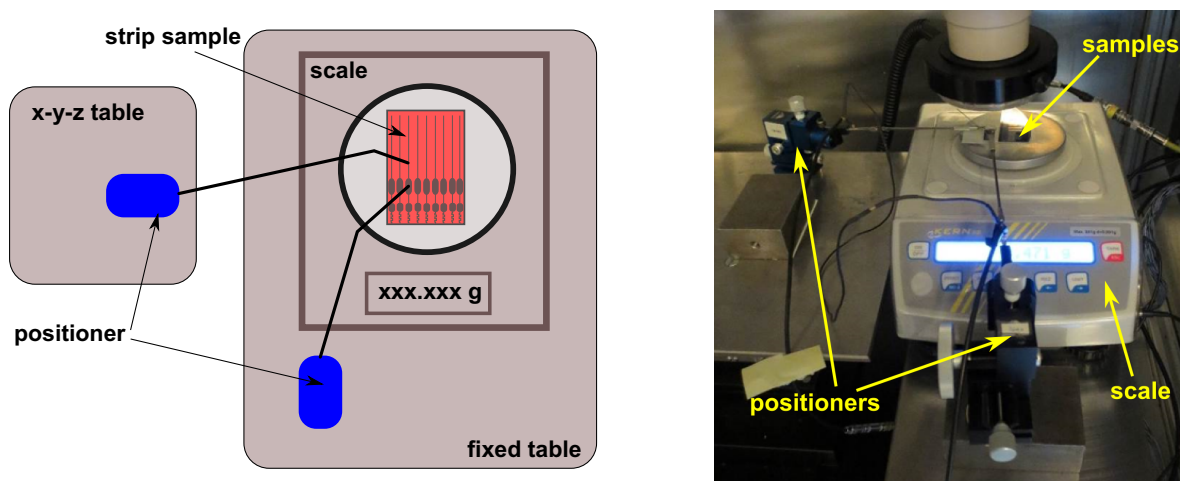 strip sample
scale
x-y-z table
xxx.xxx g
positioner
fixed table
samples
KERN
positioners
scale